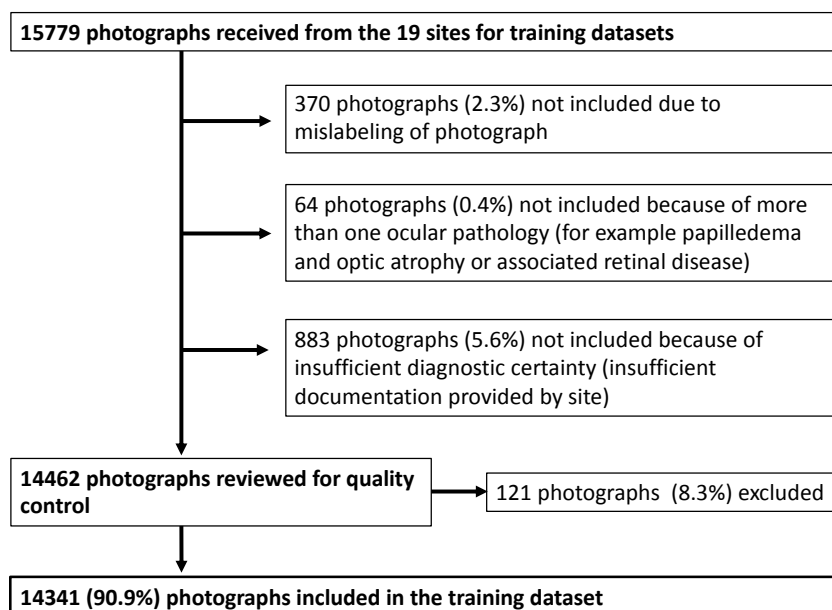 15779 photographs received from the 19 sites for training datasets
370 photographs (2.3%) not included due to
mislabeling of photograph
64 photographs (0.4%) not included because of more
than one ocular pathology (for example papilledema
and optic atrophy or associated retinal disease)
883 photographs (5.6%) not included because of
insufficient diagnostic certainty (insufficient
documentation provided by site)
14462 photographs reviewed for quality
control
121 photographs (8.3%) excluded
14341 (90.9%) photographs included in the training dataset